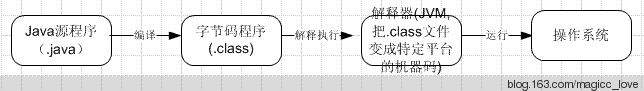 Java源程序
（.java）
编译
字节码程序
(.class)
解释执行
解释器(JVM,
把.class文件
变成特定平台
的机器码)
运行
操作系统
blog.163.com/magicc_love